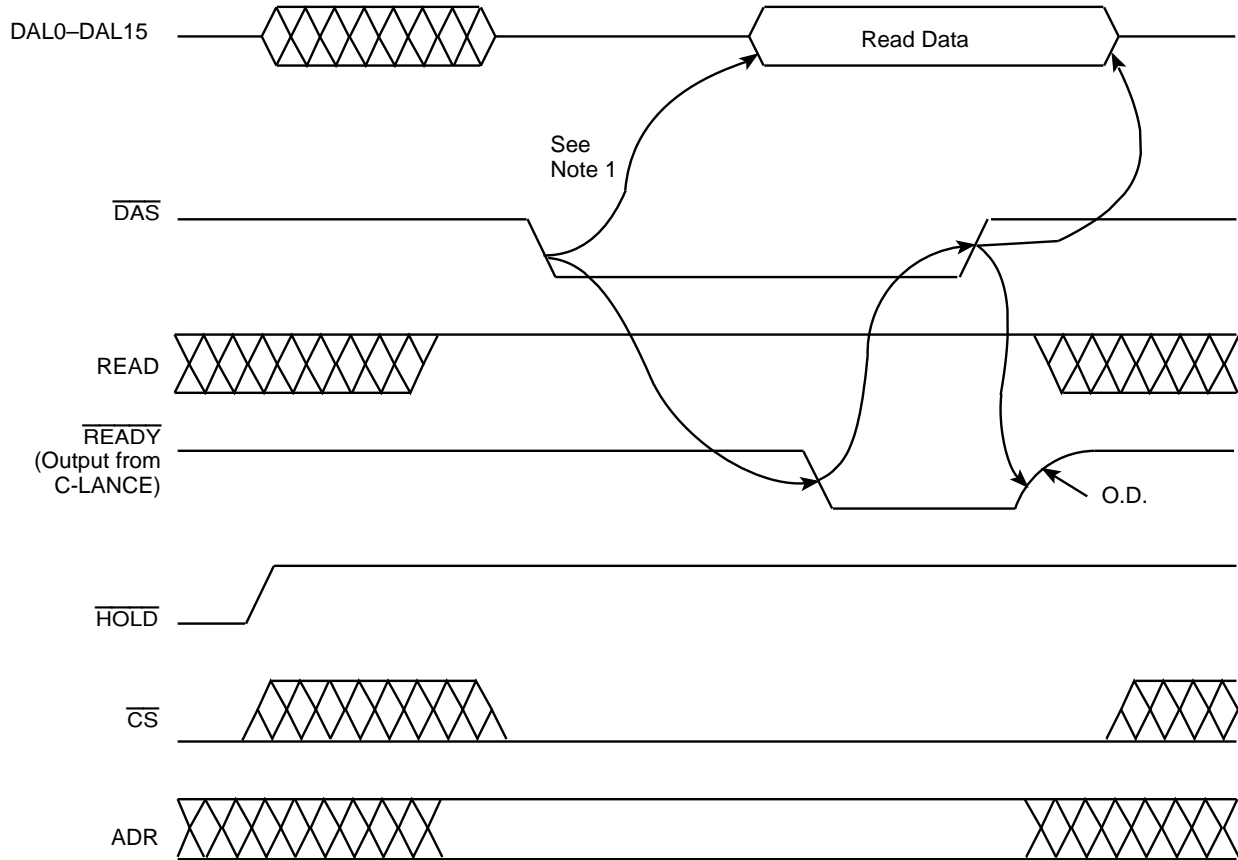 DAL0–DAL15
Read Data
See
Note 1
DAS
READ
READY
(Output from
C-LANCE)
O.D.
HOLD
CS
ADR